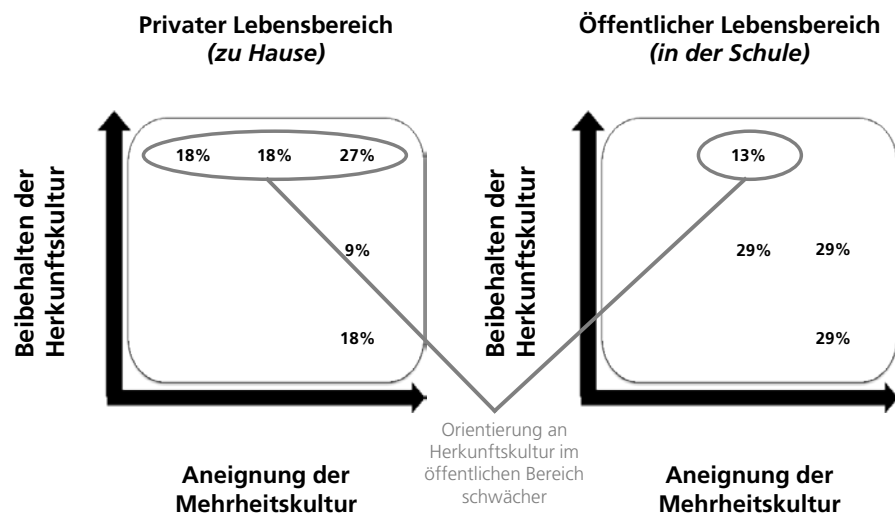 Privater Lebensbereich
(zu Hause)
Öffentlicher Lebensbereich
(in der Schule)
Beibehalten der
Herkunftskultur
18% 18% 27%
9%
18%
Aneignung der
Mehrheitskultur
Beibehalten der
Herkunftskultur
13%
29% 29%
29%
Aneignung der
Mehrheitskultur
Orientierung an
Herkunftskultur im
öffentlichen Bereich
schwächer